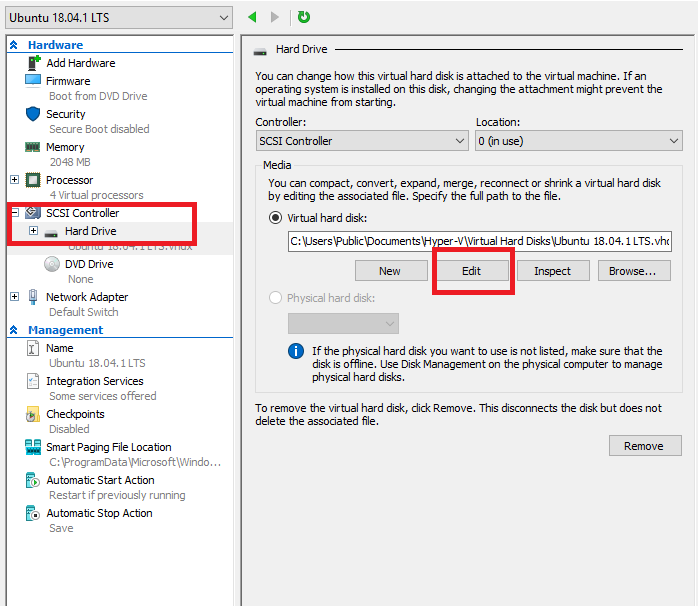 Ubuntu 18.04.1 LTS
Hardware
Add Hardware
Firmware
Boot from DVD Drive
Security
Secure Boot disabled
Memory
2048 MB
Processor
4 Virtual processors
SCSI Controller
Hard Drive
Ubuntu 18.04.1 LTS.vhdx
DVD Drive
None
Network Adapter
Default Switch
Management
Name
Ubuntu 18.04.1 LTS
Integration Services
Some services offered
Checkpoints
Disabled
Smart Paging File Location
C:\ProgramData\Microsoft\Windo...
Automatic Start Action
Restart if previously running
Automatic Stop Action
Save
Hard Drive
You can change how this virtual hard disk is attached to the virtual machine. If an
operating system is installed on this disk, changing the attachment might prevent the
virtual machine from starting.
Controller: Location:
SCSI Controller 0 (in use)
Media
You can compact, convert, expand, merge, reconnect or shrink a virtual hard disk
by editing the associated file. Specify the full path to the file.
Virtual hard disk:
C:\Users\Public\Documents\Hyper-V\Virtual Hard Disks\Ubuntu 18.04.1 LTS.vhd
New Edit Inspect Browse...
Physical hard disk:
If the physical hard disk you want to use is not listed, make sure that the
disk is offline. Use Disk Management on the physical computer to manage
physical hard disks.
To remove the virtual hard disk, click Remove. This disconnects the disk but does not
delete the associated file.
Remove